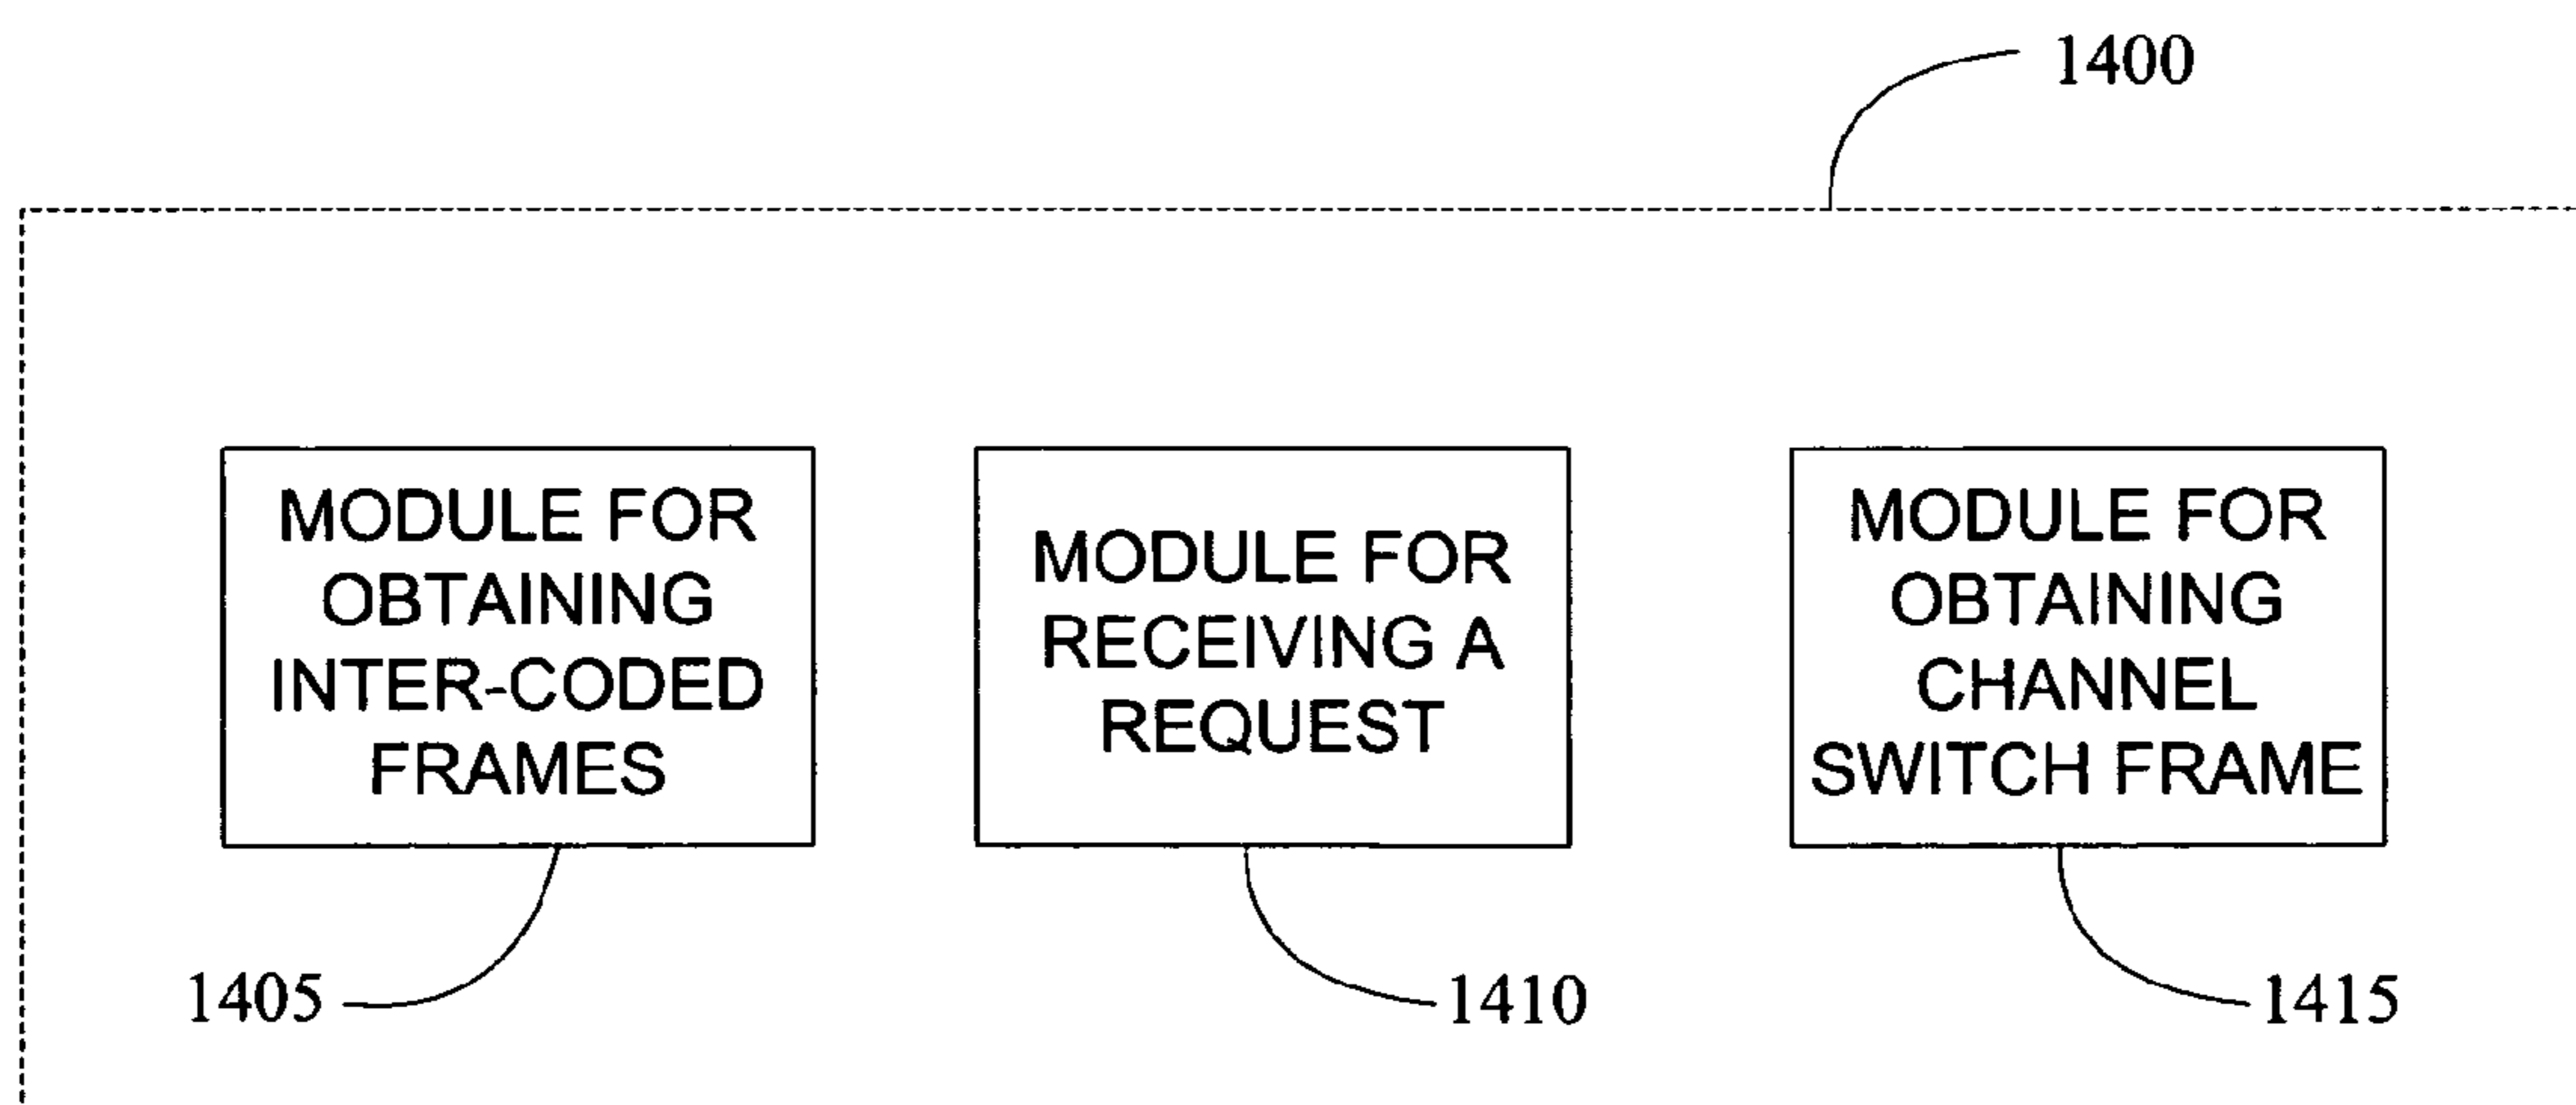 1400
MODULE FOR
OBTAINING
INTER-CODED
FRAMES
MODULE FOR
RECEIVING A
REQUEST
MODULE FOR
OBTAINING
CHANNEL
SWITCH FRAME
1405
1410
1415